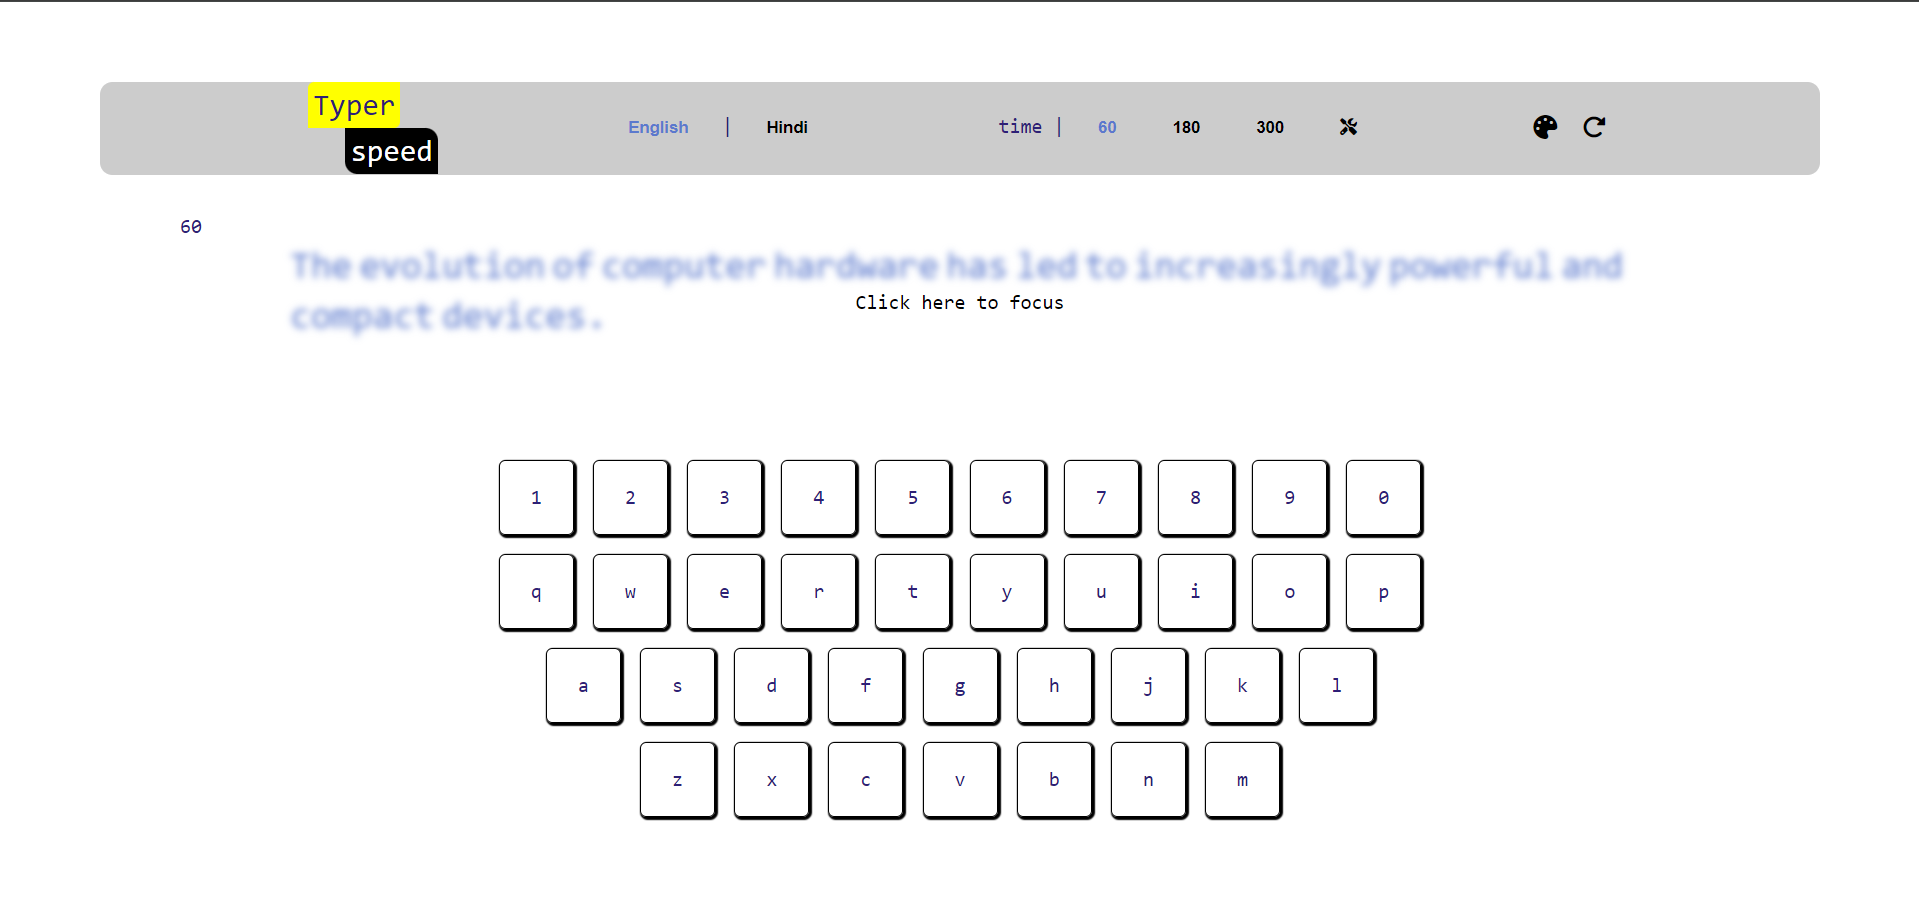 Typer
speed
English | Hindi
time | 60 180 300
60
The evolution of computer hardware has led to increasingly powerful and
compact devices.
Click here to focus
1 2 3 4 5 6 7 8 9 0
q w e r t y u i o p
a s d f g h j k l
z x c v b n m